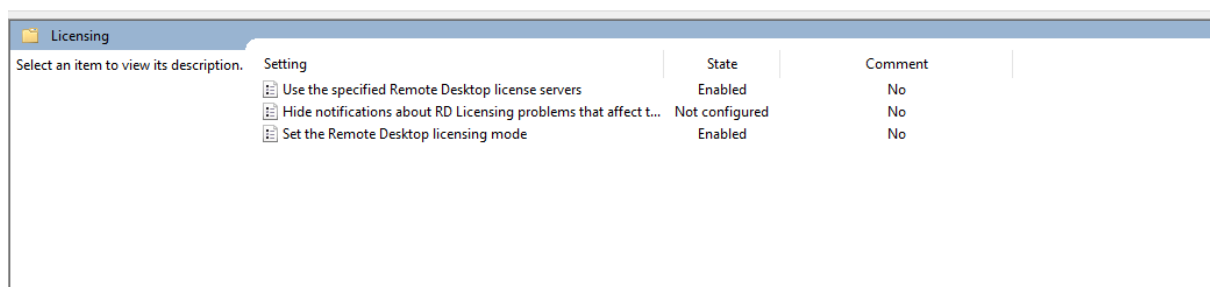 Licensing
Select an item to view its description.
Setting State Comment
Use the specified Remote Desktop license servers Enabled No
Hide notifications about RD Licensing problems that affect t... Not configured No
Set the Remote Desktop licensing mode Enabled No